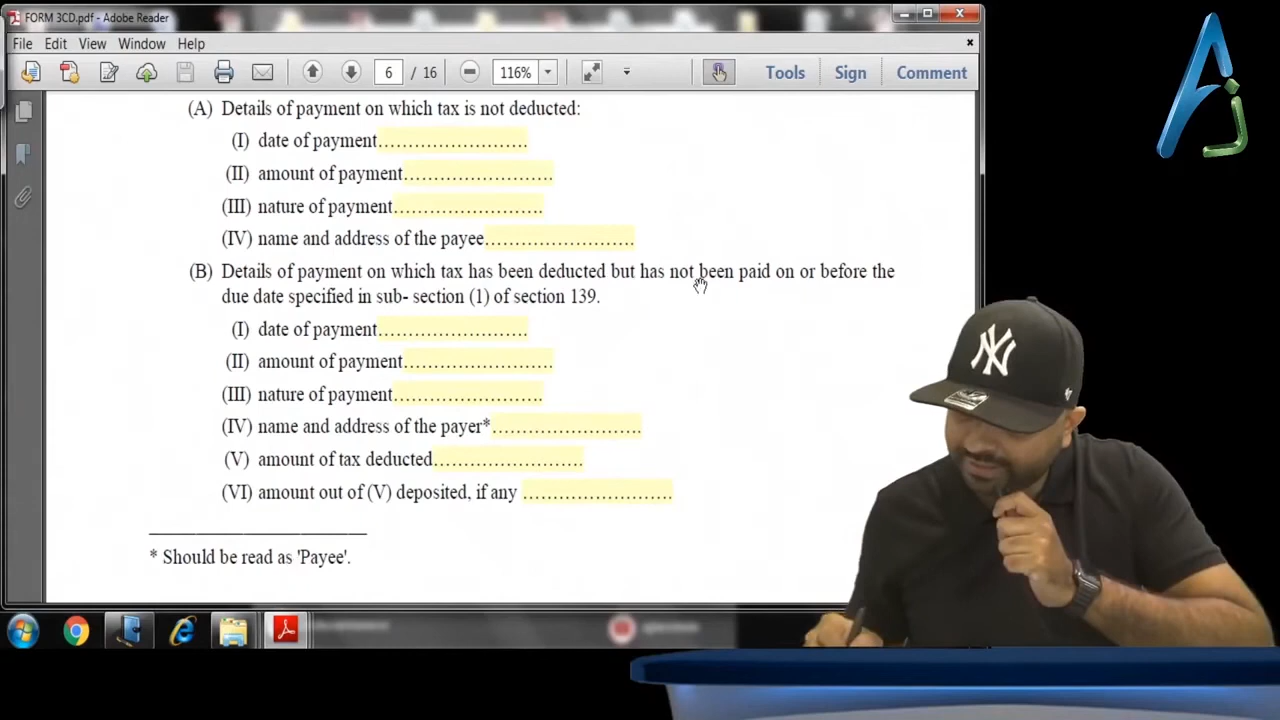 FORM 3CD.pdf - Adobe Reader
File Edit View Window Help
6 / 16 116% Tools Sign Comment
(A) Details of payment on which tax is not deducted:
(I) date of payment.........................
(II) amount of payment.........................
(III) nature of payment.........................
(IV) name and address of the payee.........................
(B) Details of payment on which tax has been deducted but has not been paid on or before the
due date specified in sub- section (1) of section 139.
(I) date of payment.........................
(II) amount of payment.........................
(III) nature of payment.........................
(IV) name and address of the payer*.........................
(V) amount of tax deducted.........................
(VI) amount out of (V) deposited, if any .........................
* Should be read as 'Payee'.
AJ
NY